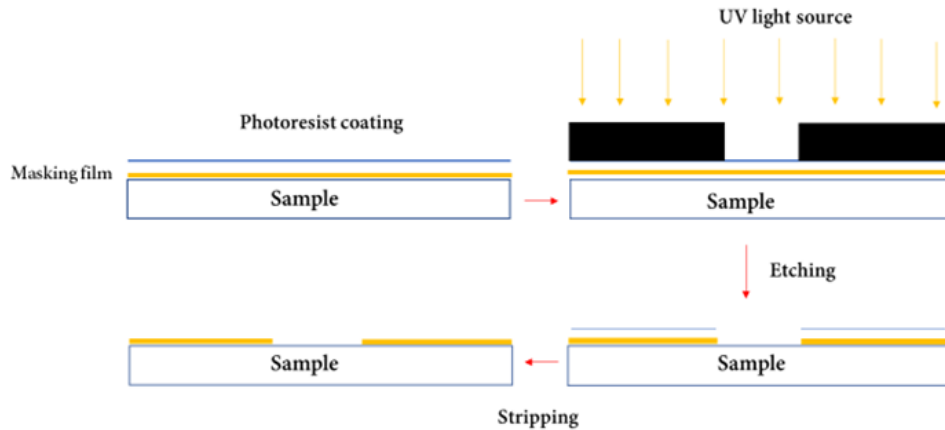 UV light source
Photoresist coating
Masking film
Sample
Sample
Etching
Sample
Sample
Stripping